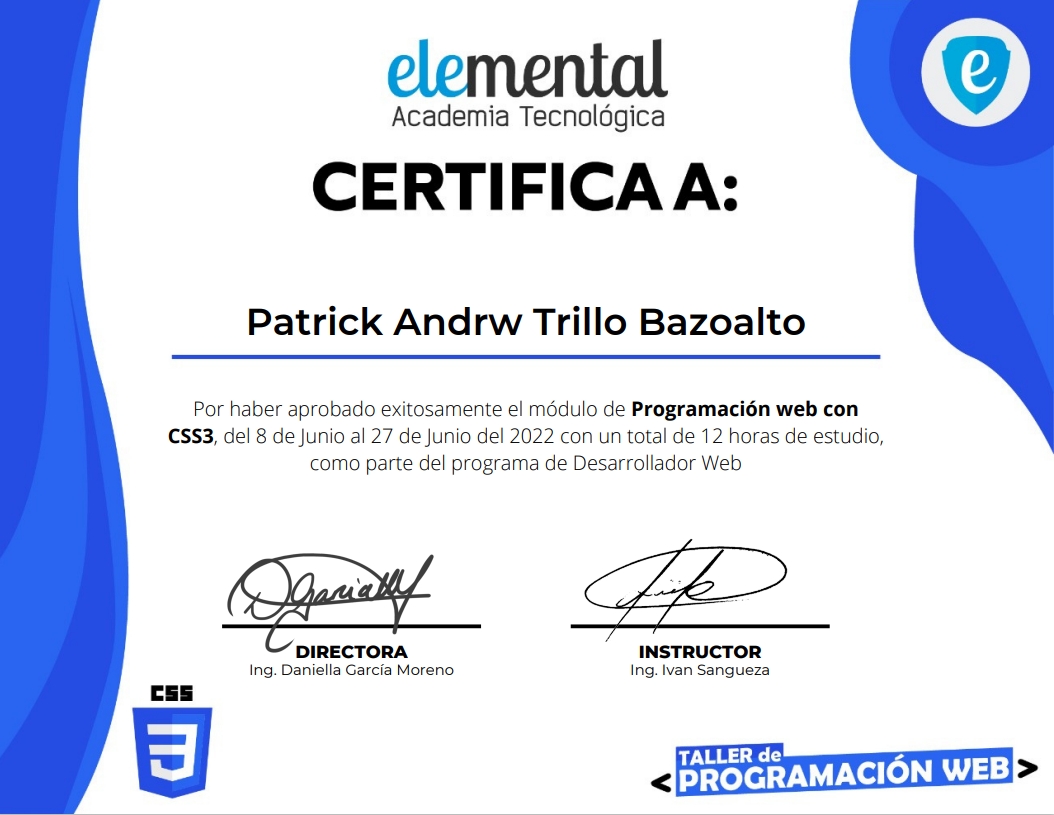 elemental
Academia Tecnológica
e
CERTIFICA A:
Patrick Andrw Trillo Bazoalto
Por haber aprobado exitosamente el módulo de Programación web con
CSS3, del 8 de Junio al 27 de Junio del 2022 con un total de 12 horas de estudio,
como parte del programa de Desarrollador Web
DIRECTORA
Ing. Daniella García Moreno
INSTRUCTOR
Ing. Ivan Sangueza
CSS
3
TALLER de
<PROGRAMACIÓN WEB>